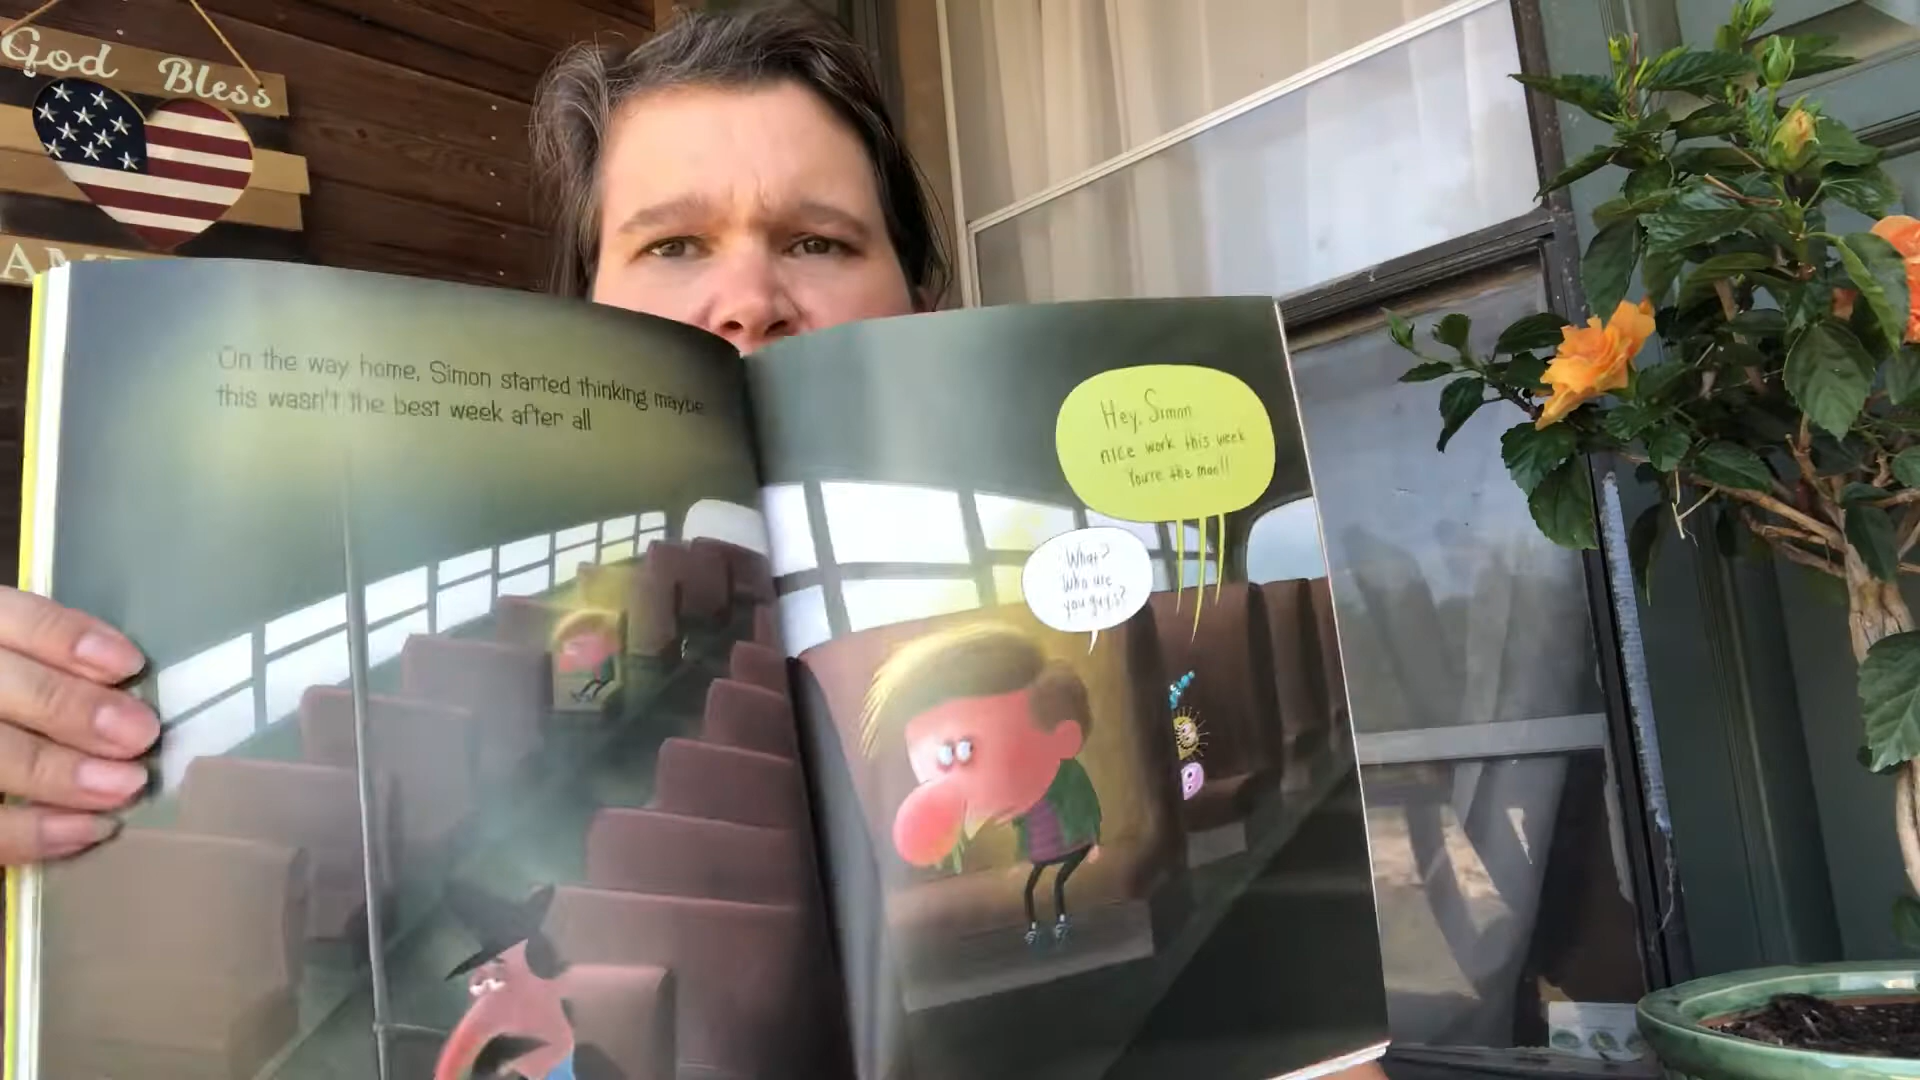 God Bless
On the way home, Simon started thinking maybe
this wasn't the best week after all
Hey, Simon
nice work this week
You're the man!!
What?
Who are
you guys?